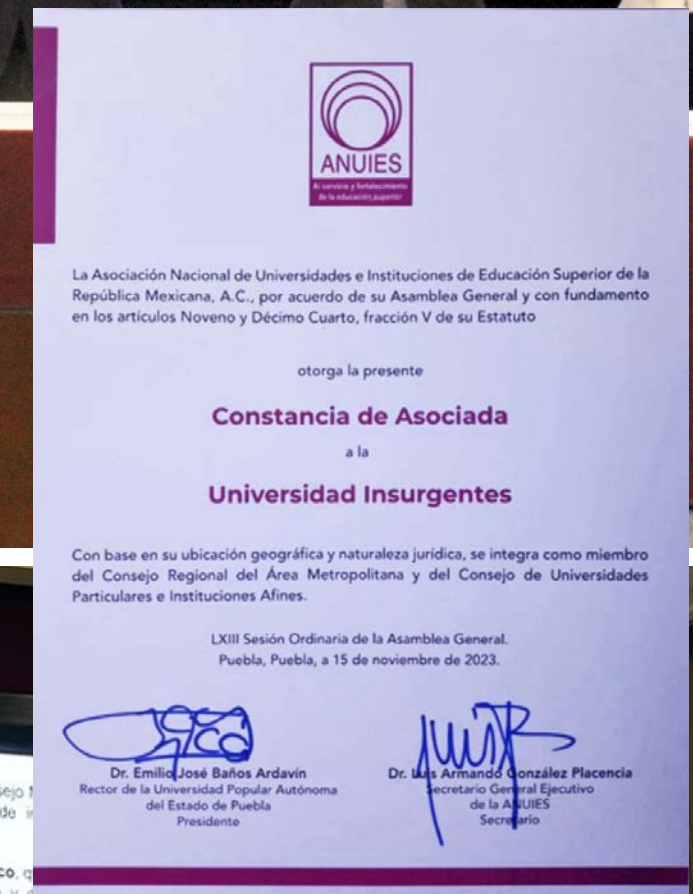 ANUIES
Al servicio y fortalecimiento
de la educación superior
La Asociación Nacional de Universidades e Instituciones de Educación Superior de la
República Mexicana, A.C., por acuerdo de su Asamblea General y con fundamento
en los artículos Noveno y Décimo Cuarto, fracción V de su Estatuto
otorga la presente
Constancia de Asociada
a la
Universidad Insurgentes
Con base en su ubicación geográfica y naturaleza jurídica, se integra como miembro
del Consejo Regional del Área Metropolitana y del Consejo de Universidades
Particulares e Instituciones Afines.
LXIII Sesión Ordinaria de la Asamblea General.
Puebla, Puebla, a 15 de noviembre de 2023.
Dr. Emilio José Baños Ardavín
Rector de la Universidad Popular Autónoma
del Estado de Puebla
Presidente
Dr. Luis Armando González Placencia
Secretario General Ejecutivo
de la ANUIES
Secretario